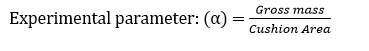 Experimental parameter: (α) = Gross mass / Cushion Area